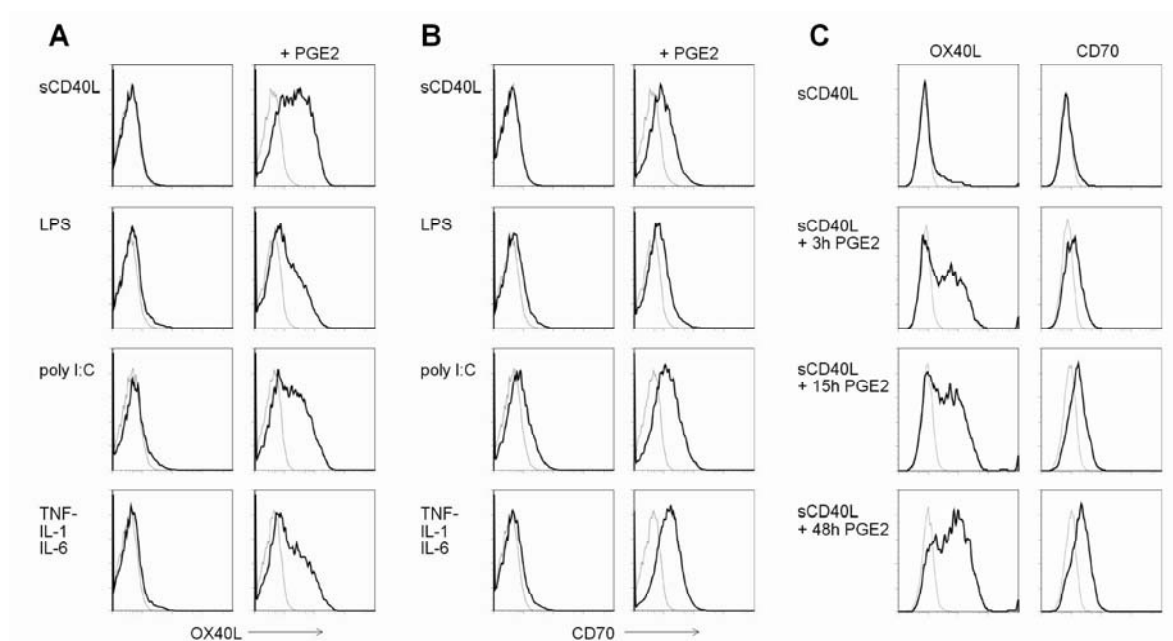 A
+ PGE2
sCD40L
LPS
poly I:C
TNF-
IL-1
IL-6
OX40L
B
+ PGE2
sCD40L
LPS
poly I:C
TNF-
IL-1
IL-6
CD70
C
OX40L
CD70
sCD40L
sCD40L
+ 3h PGE2
sCD40L
+ 15h PGE2
sCD40L
+ 48h PGE2